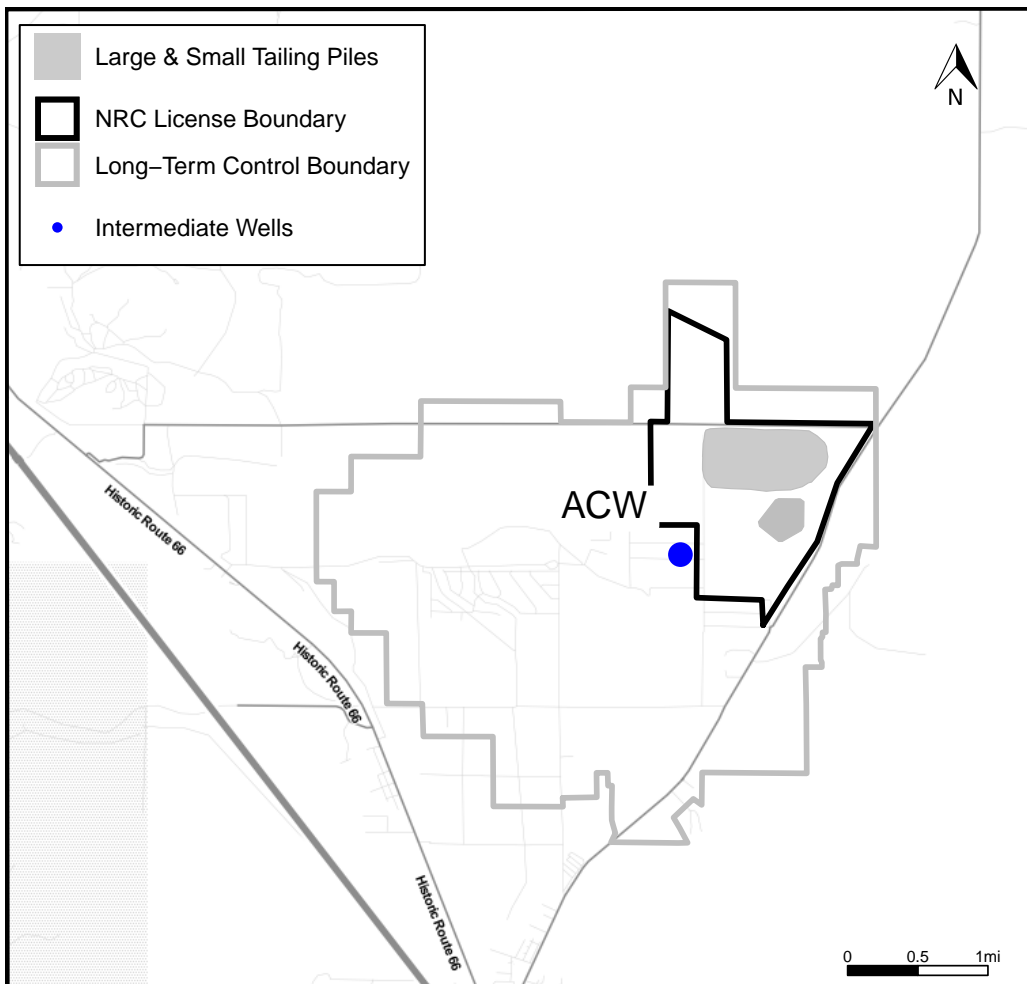 Large & Small Tailing Piles
NRC License Boundary
Long−Term Control Boundary
Intermediate Wells
N
ACW
Historic Route 66
Historic Route 66
Historic Route 66
0 0.5 1mi